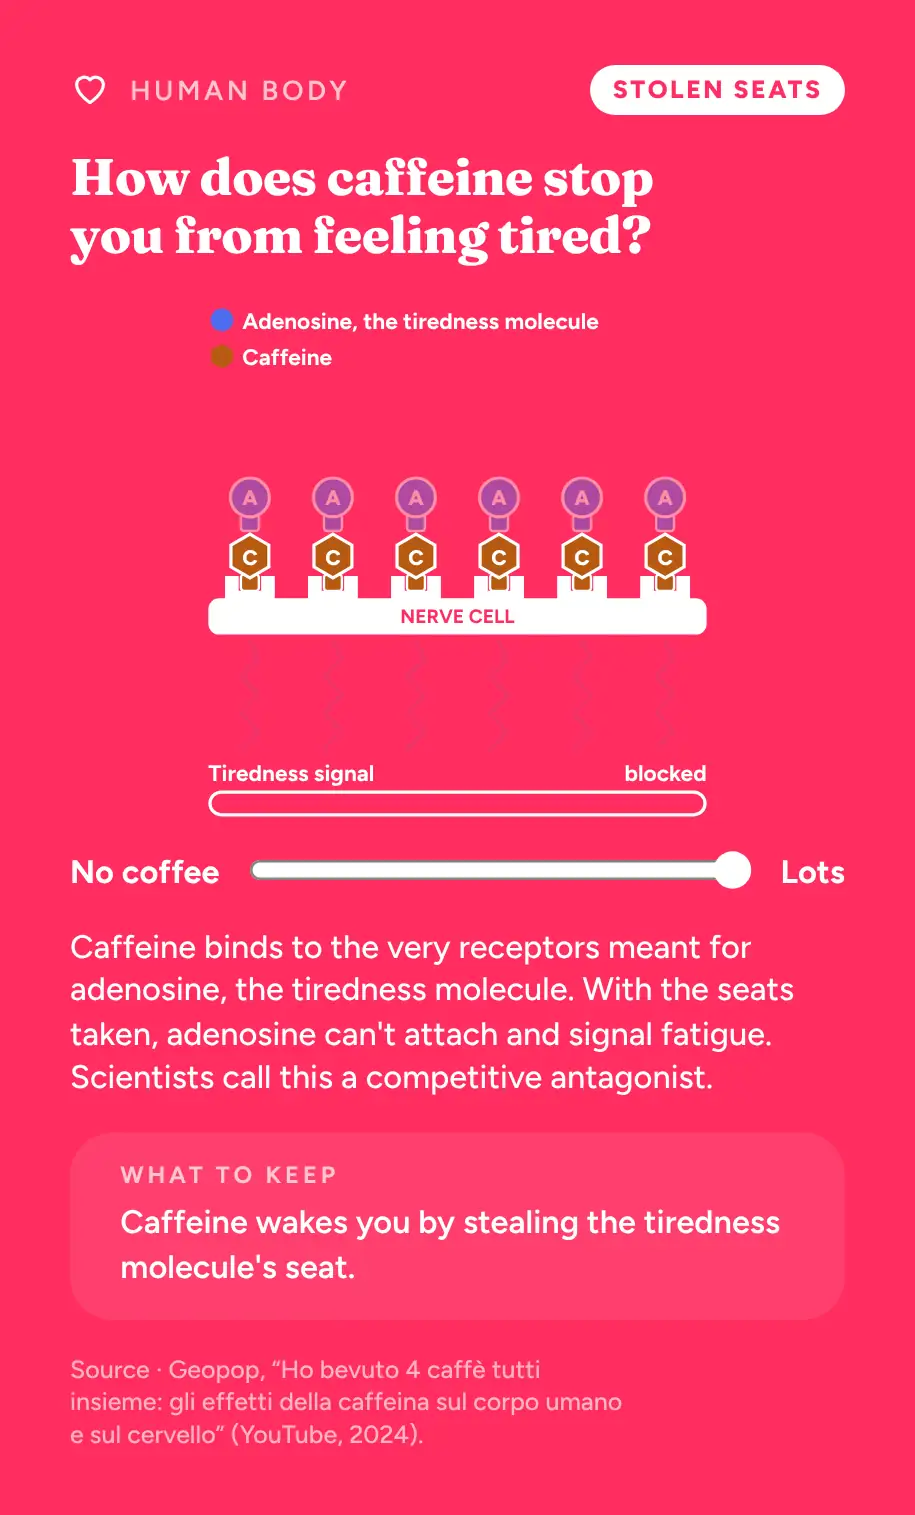 HUMAN BODY
STOLEN SEATS
How does caffeine stop
you from feeling tired?
Adenosine, the tiredness molecule
Caffeine
A A A A A A
C C C C C C
NERVE CELL
Tiredness signal blocked
No coffee Lots
Caffeine binds to the very receptors meant for
adenosine, the tiredness molecule. With the seats
taken, adenosine can't attach and signal fatigue.
Scientists call this a competitive antagonist.
WHAT TO KEEP
Caffeine wakes you by stealing the tiredness
molecule's seat.
Source · Geopop, “Ho bevuto 4 caffè tutti
insieme: gli effetti della caffeina sul corpo umano
e sul cervello” (YouTube, 2024).